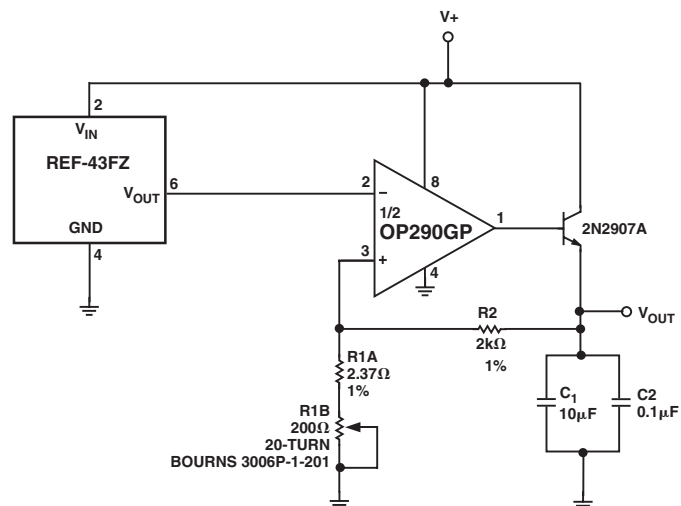 V+
2
VIN
REF-43FZ
VOUT
6
GND
4
2
−
8
1/2
OP290GP
1
3
+
4
2N2907A
R2
2kΩ
1%
VOUT
R1A
2.37Ω
1%
R1B
200Ω
20-TURN
BOURNS 3006P-1-201
C1
10µF
C2
0.1µF